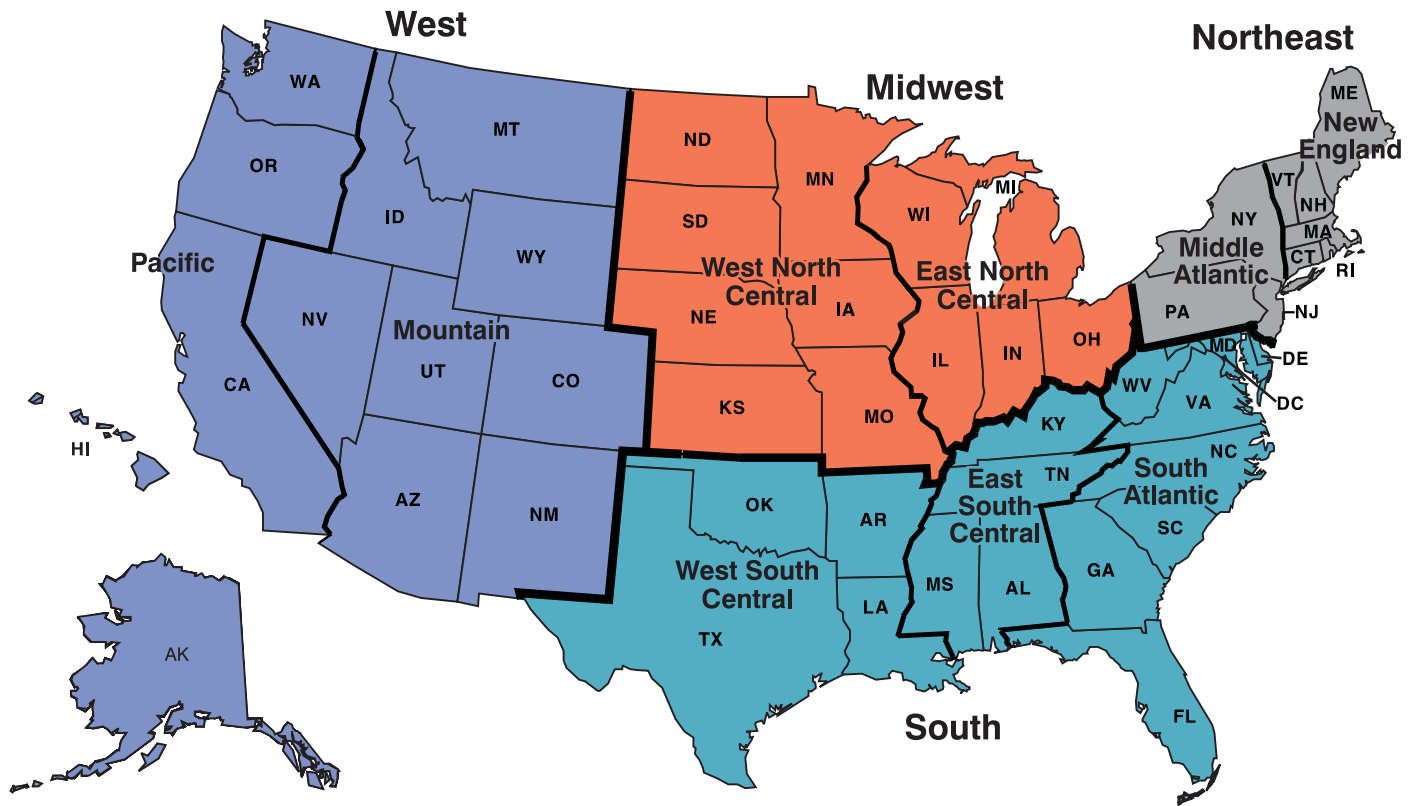 West
Northeast
Midwest
WA
MT
ND
MN
ME
New
England
OR
ID
SD
WI
MI
VT
NH
NY
MA
Pacific
WY
West North
Central
East North
Central
Middle
Atlantic
CT
RI
NV
Mountain
NE
IA
PA
NJ
CA
UT
CO
IL
IN
OH
MD
DE
KS
MO
WV
VA
DC
HI
KY
NC
AZ
NM
OK
AR
TN
East
South
Central
South
Atlantic
SC
West South
Central
MS
AL
GA
LA
TX
AK
FL
South